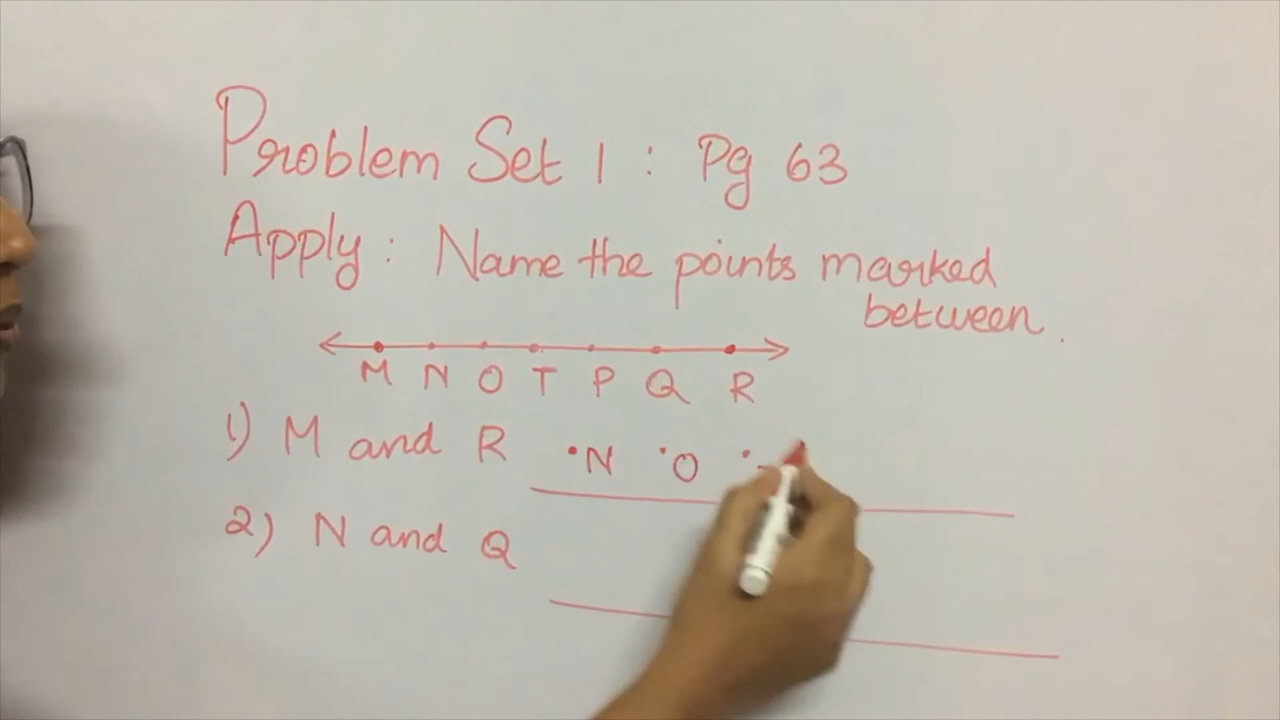 Problem Set 1 : Pg 63
Apply : Name the points marked
between.
M N O T P Q R
1) M and R •N •O •
2) N and Q